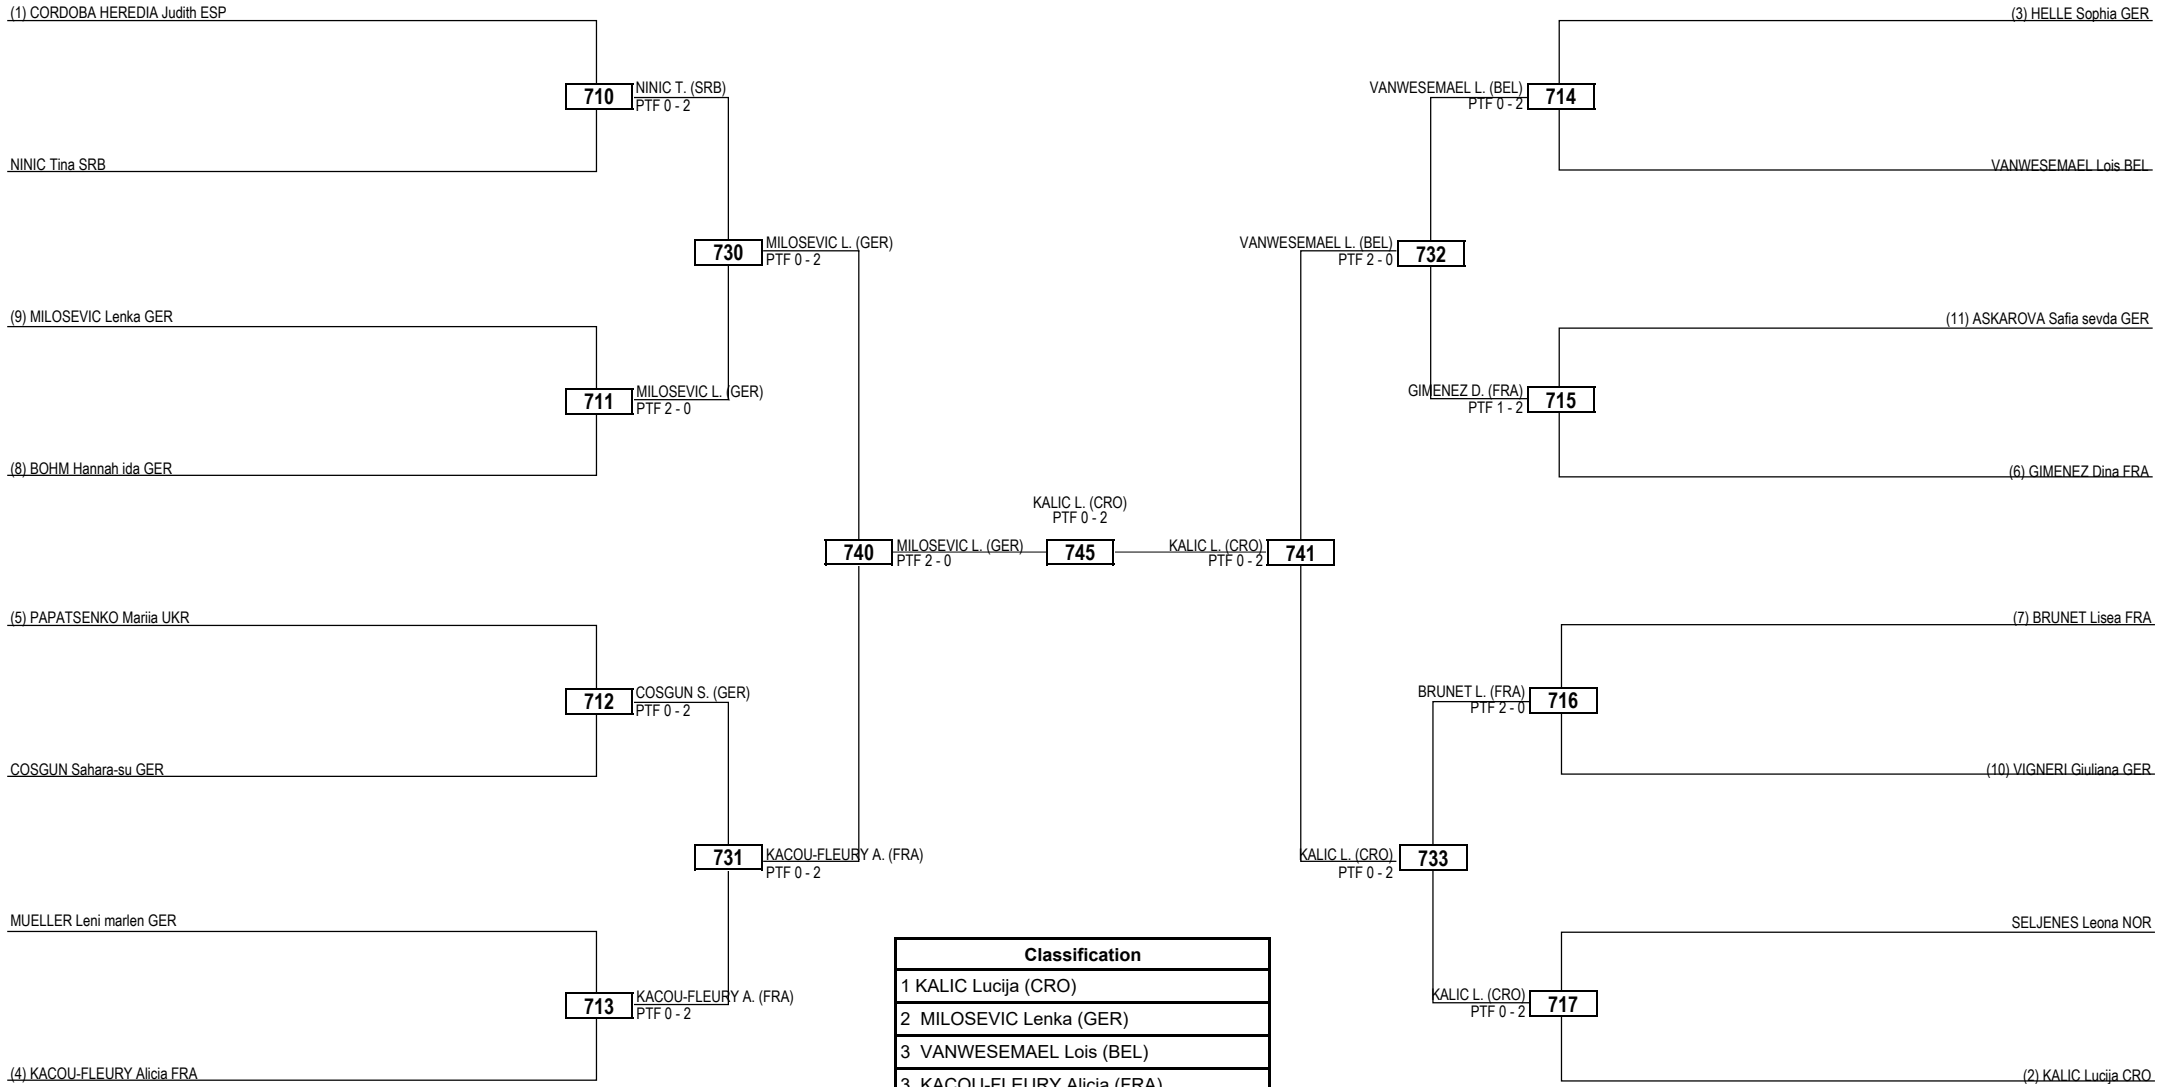 (1) CORDOBA HEREDIA Judith ESP
710
NINIC T. (SRB)
PTF 0 - 2
NINIC Tina SRB
730
MILOSEVIC L. (GER)
PTF 0 - 2
(9) MILOSEVIC Lenka GER
711
MILOSEVIC L. (GER)
PTF 2 - 0
(8) BOHM Hannah ida GER
740
MILOSEVIC L. (GER)
PTF 2 - 0
(5) PAPATSENKO Mariia UKR
712
COSGUN S. (GER)
PTF 0 - 2
COSGUN Sahara-su GER
731
KACOU-FLEURY A. (FRA)
PTF 0 - 2
MUELLER Leni marlen GER
713
KACOU-FLEURY A. (FRA)
PTF 0 - 2
(4) KACOU-FLEURY Alicia FRA
KALIC L. (CRO)
PTF 0 - 2
745
(3) HELLE Sophia GER
VANWESEMAEL L. (BEL)
PTF 0 - 2
714
VANWESEMAEL Lois BEL
VANWESEMAEL L. (BEL)
PTF 2 - 0
732
(11) ASKAROVA Safia sevda GER
GIMENEZ D. (FRA)
PTF 1 - 2
715
(6) GIMENEZ Dina FRA
KALIC L. (CRO)
PTF 0 - 2
741
(7) BRUNET Lisea FRA
BRUNET L. (FRA)
PTF 2 - 0
716
(10) VIGNERI Giuliana GER
KALIC L. (CRO)
PTF 0 - 2
733
SELJENES Leona NOR
KALIC L. (CRO)
PTF 0 - 2
717
(2) KALIC Lucija CRO
Classification
1 KALIC Lucija (CRO)
2 MILOSEVIC Lenka (GER)
3 VANWESEMAEL Lois (BEL)
3 KACOU-FLEURY Alicia (FRA)